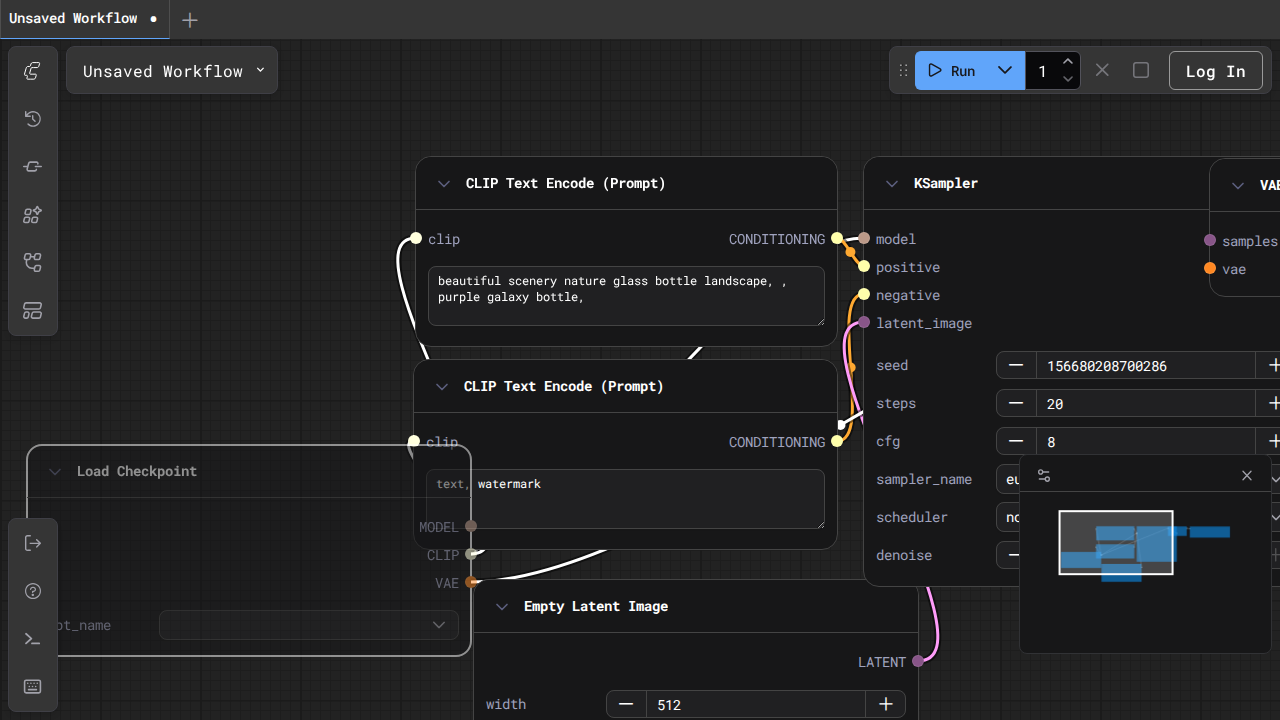 Unsaved Workflow
Unsaved Workflow
Run
1
Log In
CLIP Text Encode (Prompt)
clip
CONDITIONING
beautiful scenery nature glass bottle landscape, ,
purple galaxy bottle,
CLIP Text Encode (Prompt)
clip
CONDITIONING
text, watermark
Load Checkpoint
MODEL
CLIP
VAE
pt_name
Empty Latent Image
LATENT
width
512
KSampler
model
positive
negative
latent_image
seed
156680208700286
steps
20
cfg
8
sampler_name
eu
scheduler
no
denoise
VAE
samples
vae